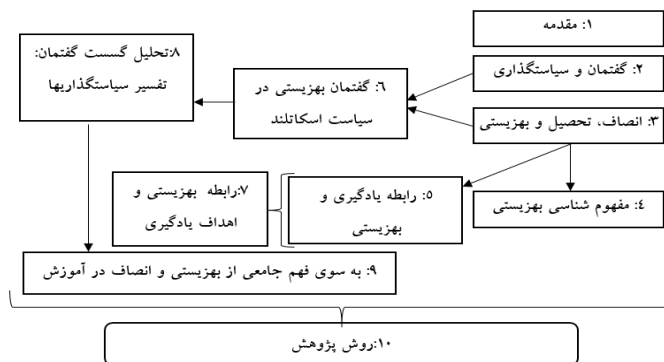 ۱: مقدمه
۲: گفتمان و سیاستگذاری
۳: انصاف، تحصیل و بهزیستی
۴: مفهوم شناسی بهزیستی
۵: رابطه یادگیری و
بهزیستی
۶: گفتمان بهزیستی در
سیاست اسکاتلند
۷:رابطه بهزیستی و
اهداف یادگیری
۸:تحلیل گسست گفتمان:
تفسیر سیاستگذاریها
۹: به سوی فهم جامعی از بهزیستی و انصاف در آموزش
۱۰:روش پژوهش